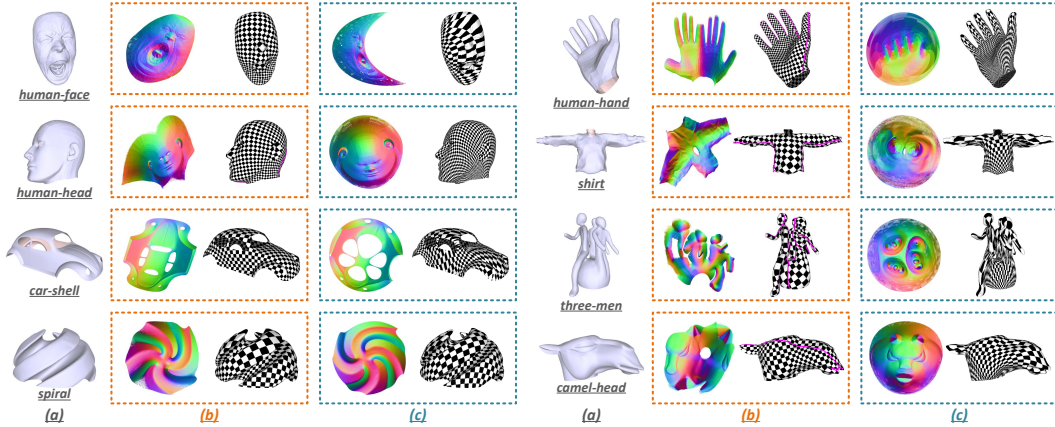 human-face
human-head
car-shell
spiral
(a)
(b)
(c)
human-hand
shirt
three-men
camel-head
(a)
(b)
(c)